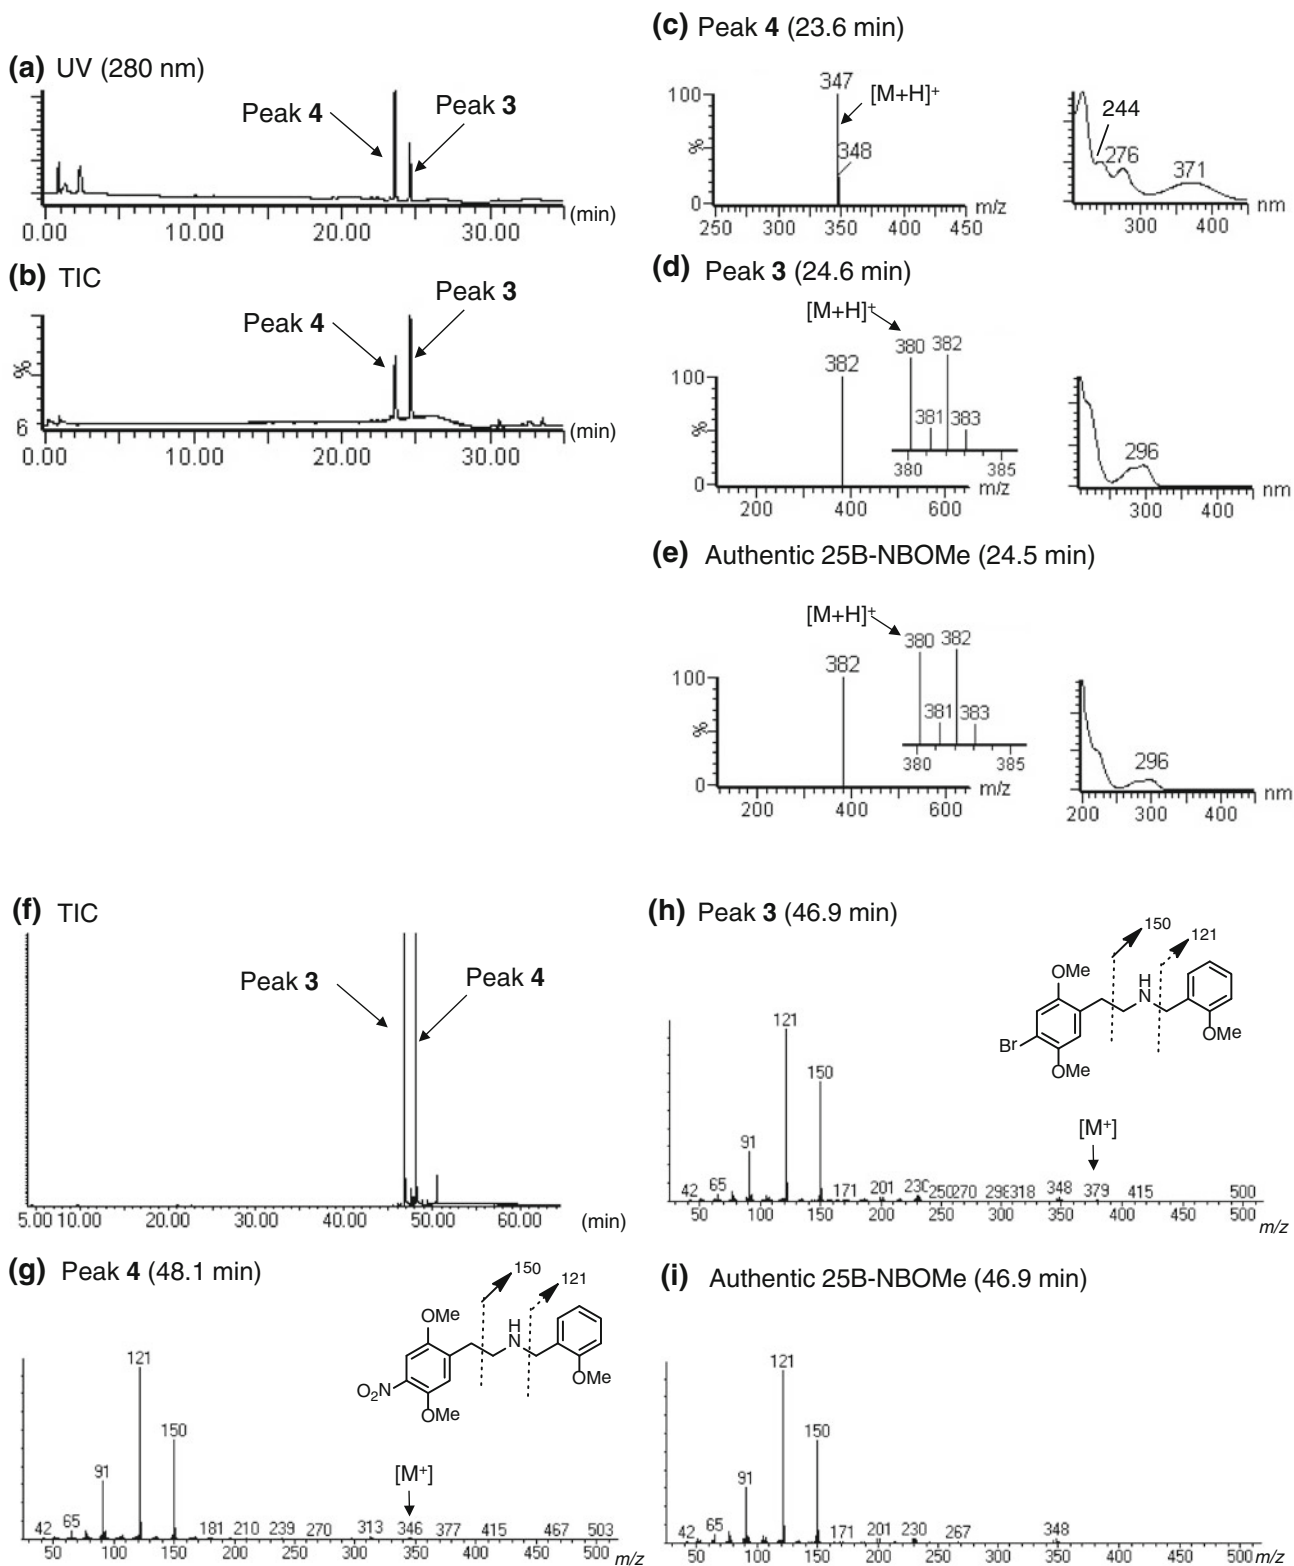 (a) UV (280 nm)
Peak 4
Peak 3
(min)
0.00 10.00 20.00 30.00
(b) TIC
Peak 4
Peak 3
%
6
(min)
0.00 10.00 20.00 30.00
(c) Peak 4 (23.6 min)
100
%
0
347
[M+H]+
348
m/z
250 300 350 400 450
244
276
371
nm
300 400
(d) Peak 3 (24.6 min)
[M+H]+
100
%
0
382
380 382
381 383
380 385
m/z
200 400 600
296
nm
300 400
(e) Authentic 25B-NBOMe (24.5 min)
[M+H]+
100
%
0
382
380 382
381 383
380 385
m/z
200 400 600
296
nm
200 300 400
(f) TIC
Peak 3
Peak 4
5.00 10.00 20.00 30.00 40.00 50.00 60.00
(min)
(h) Peak 3 (46.9 min)
150
121
OMe
H
N
Br
OMe
OMe
121
150
91
[M+]
42 65 171 201 230 250 270 298 318 348 379 415 500
50 100 150 200 250 300 350 400 450 500
m/z
(g) Peak 4 (48.1 min)
150
121
OMe
H
N
O2N
OMe
OMe
121
150
91
[M+]
42 65 181 210 239 270 313 346 377 415 467 503
50 100 150 200 250 300 350 400 450 500
m/z
(i) Authentic 25B-NBOMe (46.9 min)
121
150
91
42 65 171 201 230 267 348
50 100 150 200 250 300 350 400 450 500
m/z